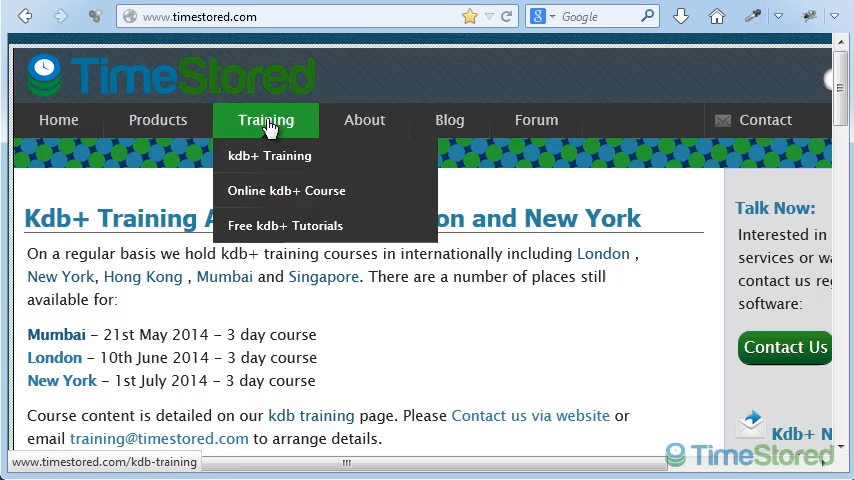 www.timestored.com
Google
TimeStored
Home Products Training About Blog Forum Contact
kdb+ Training
Online kdb+ Course
Free kdb+ Tutorials
Kdb+ Training A on and New York
On a regular basis we hold kdb+ training courses in internationally including London ,
New York, Hong Kong , Mumbai and Singapore. There are a number of places still
available for:
Mumbai - 21st May 2014 - 3 day course
London - 10th June 2014 - 3 day course
New York - 1st July 2014 - 3 day course
Course content is detailed on our kdb training page. Please Contact us via website or
email training@timestored.com to arrange details.
Talk Now:
Interested in
services or wa
contact us reg
software:
Contact Us
Kdb+ N
www.timestored.com/kdb-training
TimeStored